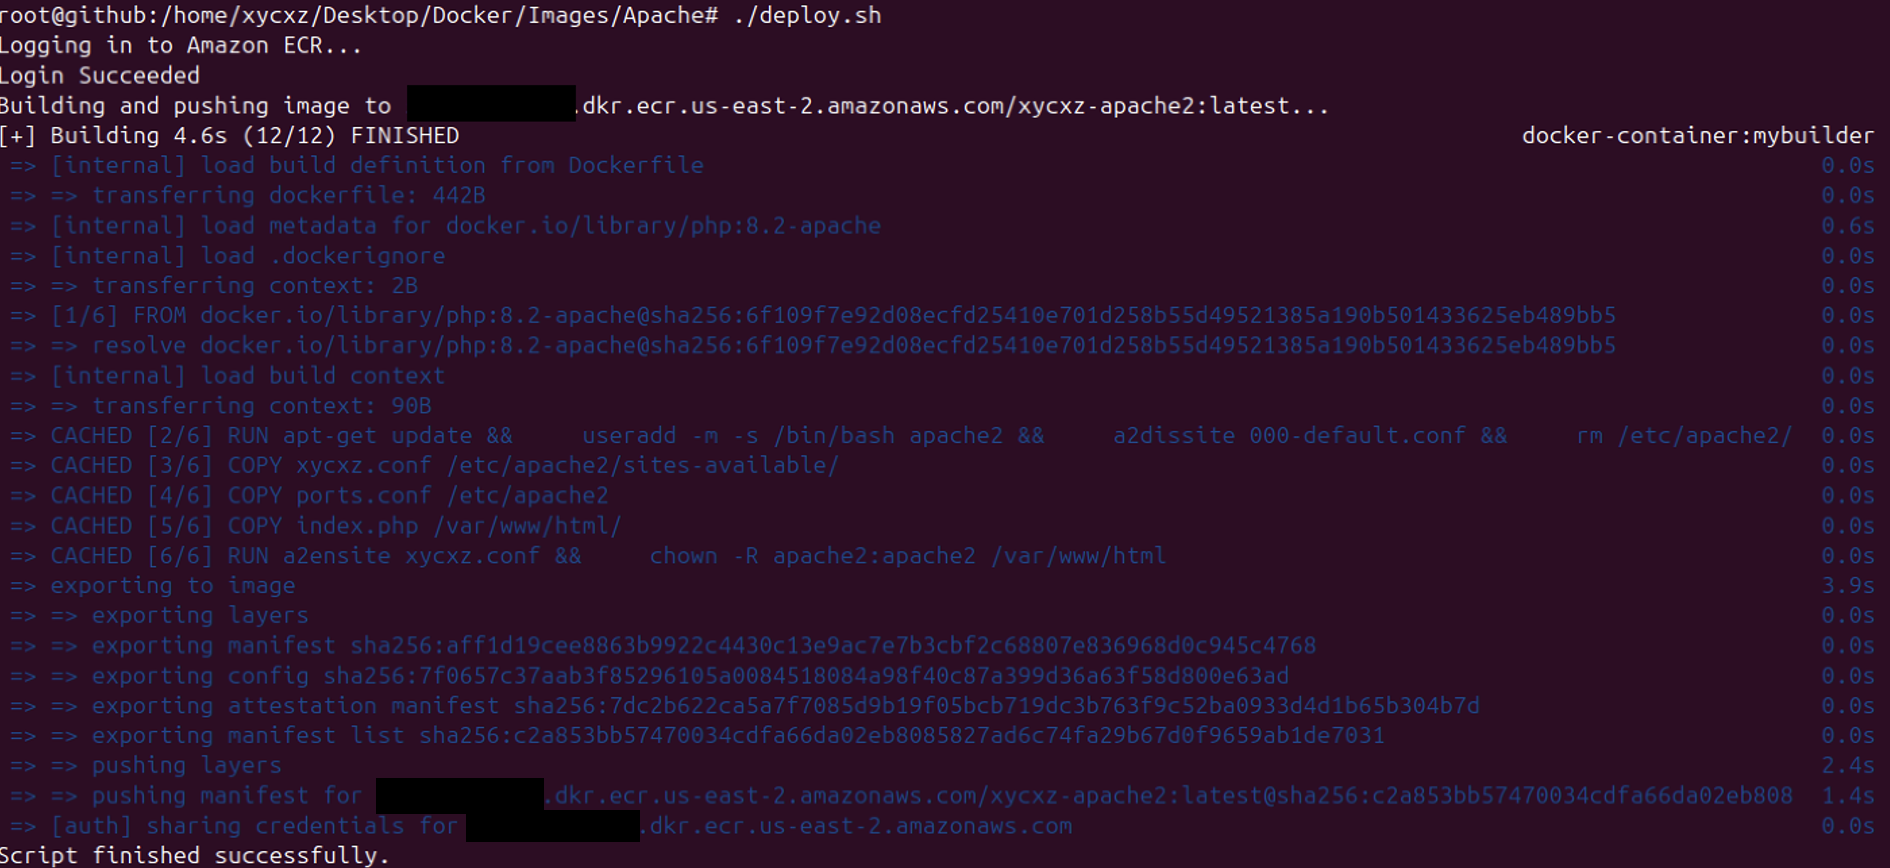 root@github:/home/xycxz/Desktop/Docker/Images/Apache# ./deploy.sh
Logging in to Amazon ECR...
Login Succeeded
Building and pushing image to .dkr.ecr.us-east-2.amazonaws.com/xycxz-apache2:latest...
[+] Building 4.6s (12/12) FINISHED docker-container:mybuilder
=> [internal] load build definition from Dockerfile 0.0s
=> => transferring dockerfile: 442B 0.0s
=> [internal] load metadata for docker.io/library/php:8.2-apache 0.6s
=> [internal] load .dockerignore 0.0s
=> => transferring context: 2B 0.0s
=> [1/6] FROM docker.io/library/php:8.2-apache@sha256:6f109f7e92d08ecfd25410e701d258b55d49521385a190b501433625eb489bb5 0.0s
=> => resolve docker.io/library/php:8.2-apache@sha256:6f109f7e92d08ecfd25410e701d258b55d49521385a190b501433625eb489bb5 0.0s
=> [internal] load build context 0.0s
=> => transferring context: 90B 0.0s
=> CACHED [2/6] RUN apt-get update &&     useradd -m -s /bin/bash apache2 &&     a2dissite 000-default.conf &&     rm /etc/apache2/ 0.0s
=> CACHED [3/6] COPY xycxz.conf /etc/apache2/sites-available/ 0.0s
=> CACHED [4/6] COPY ports.conf /etc/apache2 0.0s
=> CACHED [5/6] COPY index.php /var/www/html/ 0.0s
=> CACHED [6/6] RUN a2ensite xycxz.conf &&     chown -R apache2:apache2 /var/www/html 0.0s
=> exporting to image 3.9s
=> => exporting layers 0.0s
=> => exporting manifest sha256:aff1d19cee8863b9922c4430c13e9ac7e7b3cbf2c68807e836968d0c945c4768 0.0s
=> => exporting config sha256:7f0657c37aab3f85296105a0084518084a98f40c87a399d36a63f58d800e63ad 0.0s
=> => exporting attestation manifest sha256:7dc2b622ca5a7f7085d9b19f05bcb719dc3b763f9c52ba0933d4d1b65b304b7d 0.0s
=> => exporting manifest list sha256:c2a853bb57470034cdfa66da02eb8085827ad6c74fa29b67d0f9659ab1de7031 0.0s
=> => pushing layers 2.4s
=> => pushing manifest for .dkr.ecr.us-east-2.amazonaws.com/xycxz-apache2:latest@sha256:c2a853bb57470034cdfa66da02eb808 1.4s
=> [auth] sharing credentials for .dkr.ecr.us-east-2.amazonaws.com 0.0s
Script finished successfully.